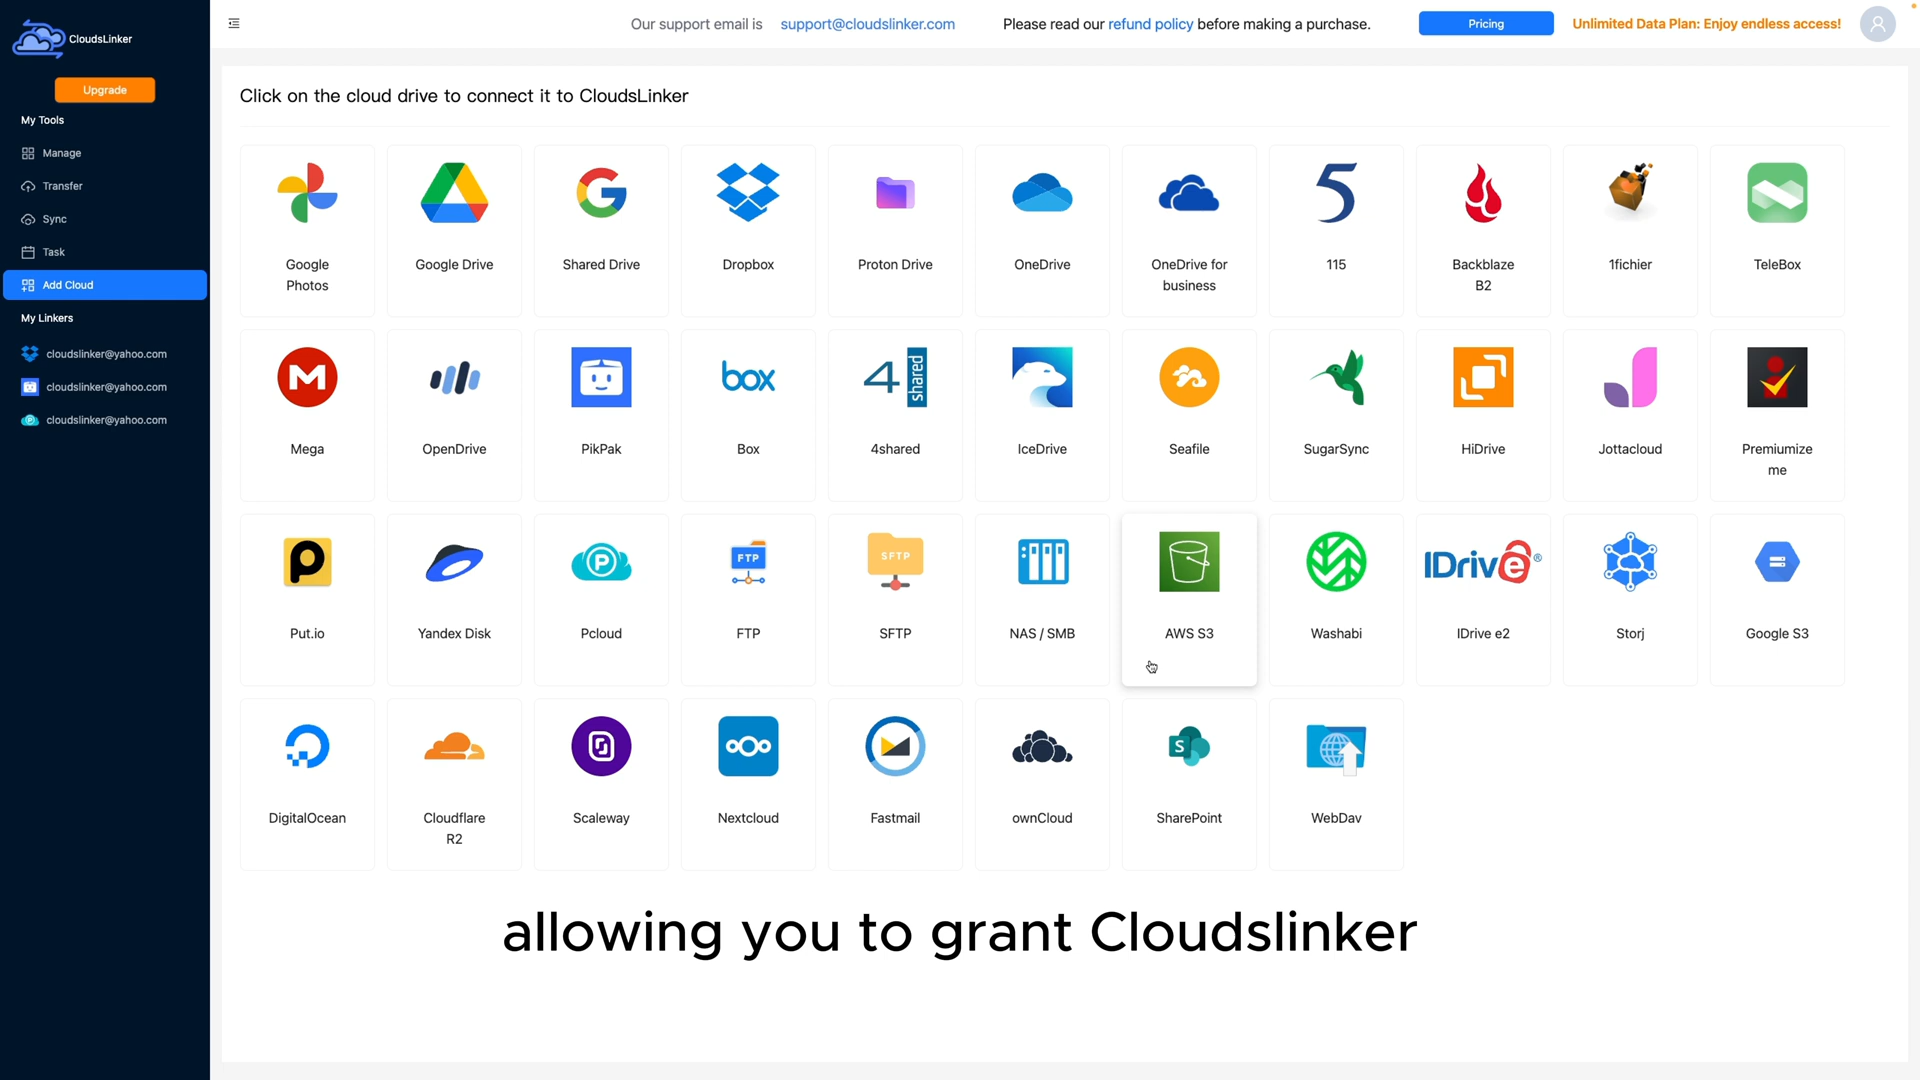 CloudsLinker
Our support email is support@cloudslinker.com Please read our refund policy before making a purchase. Pricing Unlimited Data Plan: Enjoy endless access!
Upgrade
My Tools
Manage
Transfer
Sync
Task
Add Cloud
My Linkers
cloudslinker@yahoo.com
cloudslinker@yahoo.com
cloudslinker@yahoo.com
Click on the cloud drive to connect it to CloudsLinker
Google
Photos
Google Drive
Shared Drive
Dropbox
Proton Drive
OneDrive
OneDrive for
business
5
115
Backblaze
B2
1fichier
TeleBox
M
Mega
OpenDrive
PikPak
box
Box
4 shared
4shared
IceDrive
Seafile
SugarSync
HiDrive
Jottacloud
Premiumize
me
P
Put.io
Yandex Disk
P
Pcloud
FTP
FTP
SFTP
SFTP
NAS / SMB
AWS S3
Washabi
IDrive®
IDrive e2
Storj
Google S3
DigitalOcean
Cloudflare
R2
Scaleway
Nextcloud
Fastmail
ownCloud
S
SharePoint
WebDav
allowing you to grant Cloudslinker